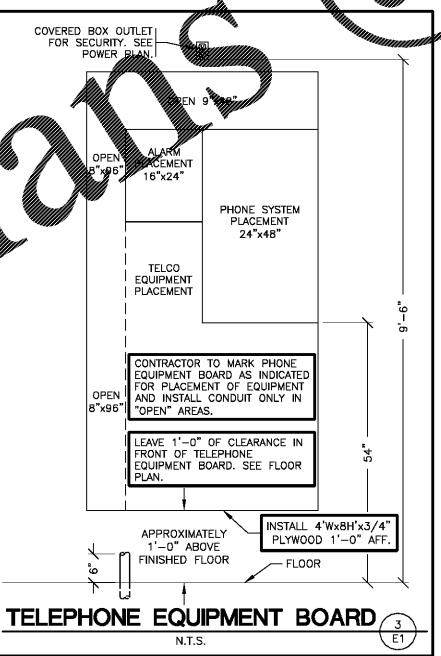 COVERED BOX OUTLET
FOR SECURITY. SEE
POWER PLAN.
OPEN 9"x48"
OPEN
8"x96"
ALARM
PLACEMENT
16"x24"
PHONE SYSTEM
PLACEMENT
24"x48"
TELCO
EQUIPMENT
PLACEMENT
9'-6"
CONTRACTOR TO MARK PHONE
EQUIPMENT BOARD AS INDICATED
FOR PLACEMENT OF EQUIPMENT
AND INSTALL CONDUIT ONLY IN
"OPEN" AREAS.
OPEN
8"x96"
LEAVE 1'-0" OF CLEARANCE IN
FRONT OF TELEPHONE
EQUIPMENT BOARD. SEE FLOOR
PLAN.
54"
INSTALL 4'Wx8H'x3/4"
PLYWOOD 1'-0" AFF.
APPROXIMATELY
1'-0" ABOVE
FINISHED FLOOR
FLOOR
6"
TELEPHONE EQUIPMENT BOARD
3
E1
N.T.S.